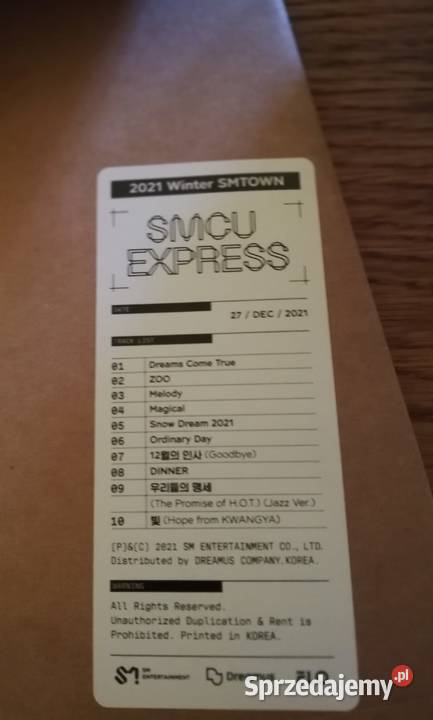 2021 Winter SMTOWN
SMCU
EXPRESS
DATE
27 / DEC / 2021
TRACK LIST
01 Dreams Come True
02 ZOO
03 Melody
04 Magical
05 Snow Dream 2021
06 Ordinary Day
07 12월의 인사 (Goodbye)
08 DINNER
09 우리들의 맹세
(The Promise of H.O.T.) (Jazz Ver.)
10 빛 (Hope from KWANGYA)
[P]&[C] 2021 SM ENTERTAINMENT CO., LTD.
Distributed by DREAMUS COMPANY.KOREA.
WARNING
All Rights Reserved.
Unauthorized Duplication & Rent is
Prohibited. Printed in KOREA.
SM SM ENTERTAINMENT Dreamus FLO
Sprzedajemy.pl